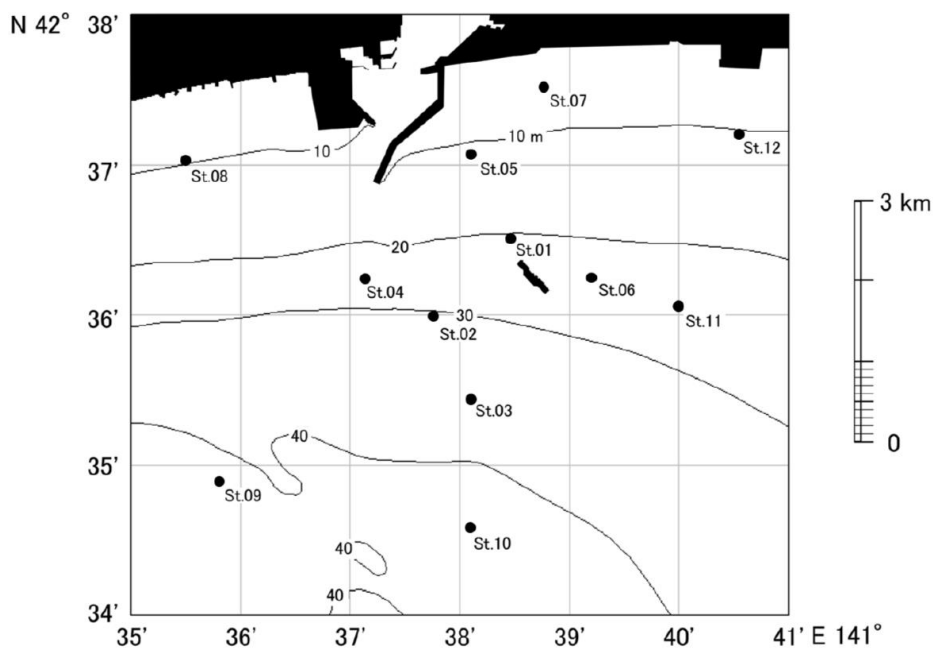 N 42°
38'
St.07
10 m
10
St.12
37'
St.08
St.05
3 km
20
St.01
St.04
St.06
36'
30
St.02
St.11
St.03
0
40
35'
St.09
St.10
40
40
34'
35'
36'
37'
38'
39'
40'
41' E 141°